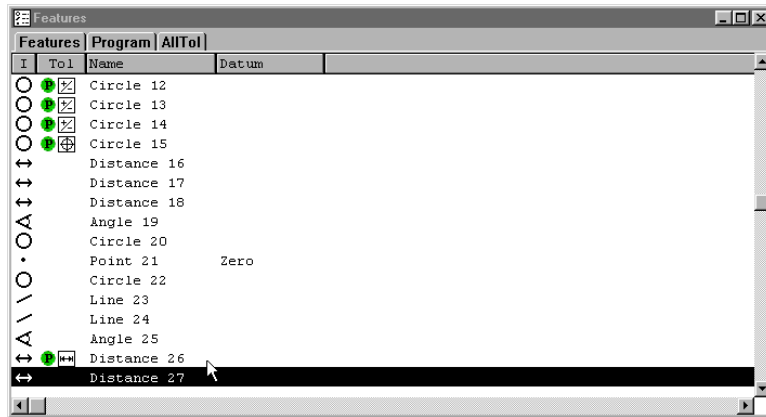 Features
Features Program AllTol
I Tol Name Datum
P Circle 12
P Circle 13
P Circle 14
P Circle 15
Distance 16
Distance 17
Distance 18
Angle 19
Circle 20
Point 21 Zero
Circle 22
Line 23
Line 24
Angle 25
P Distance 26
Distance 27